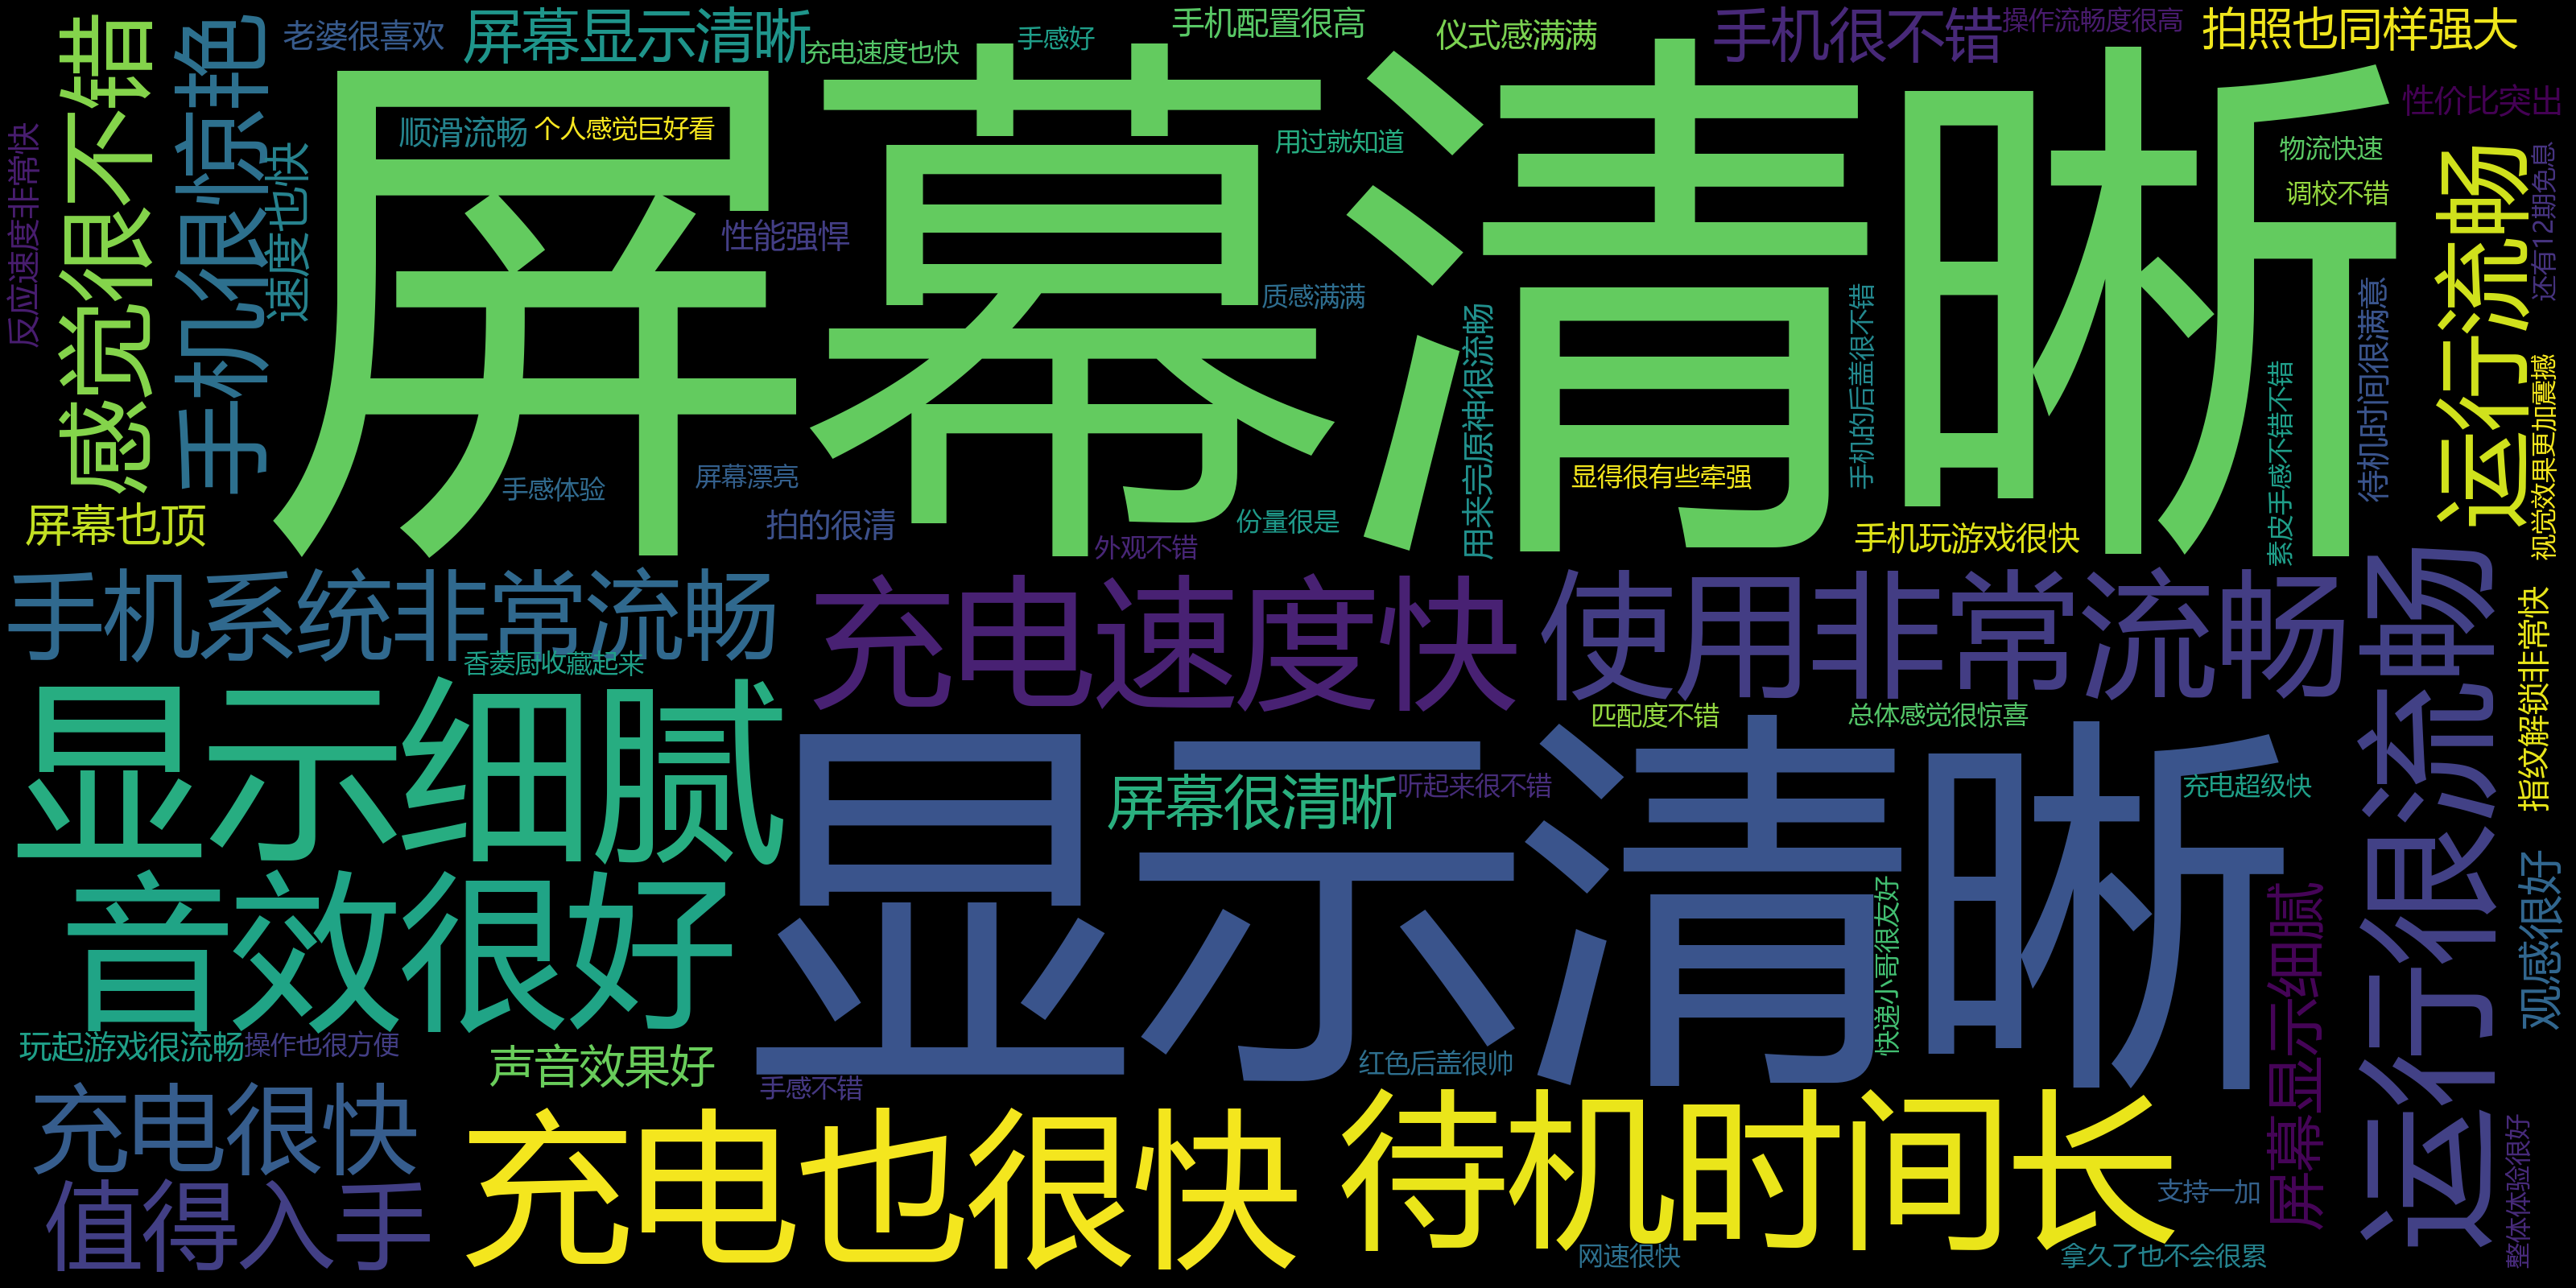 老婆很喜欢
屏幕显示清晰
充电速度也快
手感好
手机配置很高
仪式感满满
手机很不错
操作流畅度很高
拍照也同样强大
性价比突出
感觉很不错
手机很惊艳
反应速度非常快
速度也快
屏幕清晰
顺滑流畅
个人感觉巨好看
用过就知道
物流快速
调校不错
运行流畅
还有12期免息
性能强悍
质感满满
用来完原神很流畅
手机的后盖很不错
待机时间很满意
素皮手感不错不错
视觉效果更加震撼
手感体验
屏幕漂亮
显得很有些牵强
屏幕也顶
拍的很清
份量很是
外观不错
手机玩游戏很快
手机系统非常流畅
充电速度快
使用非常流畅
运行很流畅
指纹解锁非常快
香菱厨收藏起来
显示细腻
匹配度不错
总体感觉很惊喜
显示清晰
屏幕很清晰
听起来很不错
充电超级快
音效很好
快递小哥很友好
屏幕显示细腻
观感很好
玩起游戏很流畅
操作也很方便
声音效果好
手感不错
红色后盖很帅
充电很快
充电也很快
待机时间长
值得入手
支持一加
网速很快
拿久了也不会很累
整体体验很好